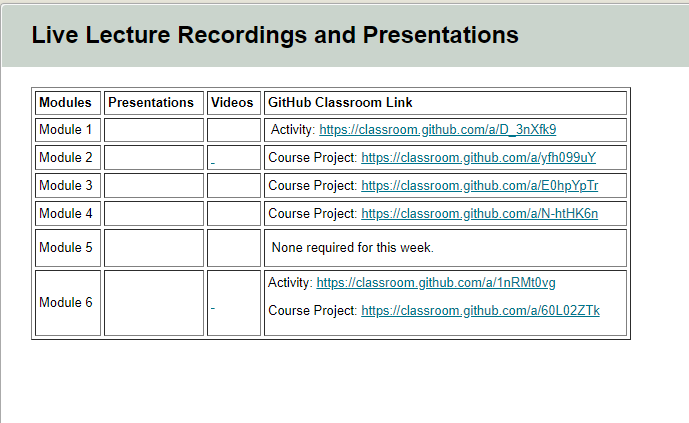 Live Lecture Recordings and Presentations
Modules Presentations Videos GitHub Classroom Link
Module 1 Activity: https://classroom.github.com/a/D_3nXfk9
Module 2 - Course Project: https://classroom.github.com/a/yfh099uY
Module 3 Course Project: https://classroom.github.com/a/E0hpYpTr
Module 4 Course Project: https://classroom.github.com/a/N-htHK6n
Module 5 None required for this week.
Module 6 - Activity: https://classroom.github.com/a/1nRMt0vg
Course Project: https://classroom.github.com/a/60L02ZTk